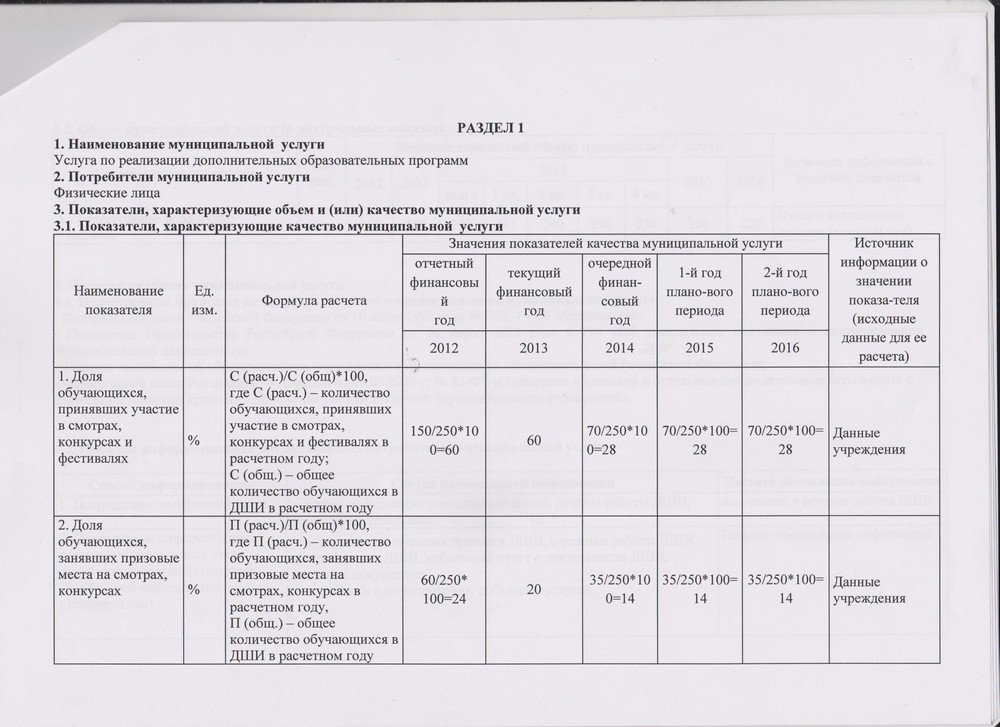 РАЗДЕЛ 1
1. Наименование муниципальной услуги
Услуга по реализации дополнительных образовательных программ
2. Потребители муниципальной услуги
Физические лица
3. Показатели, характеризующие объем и (или) качество муниципальной услуги
3.1. Показатели, характеризующие качество муниципальной услуги
Наименование
показателя
Ед.
изм.
Формула расчета
Значения показателей качества муниципальной услуги
отчетный
финансовы
й
год
текущий
финансовый
год
очередной
финан-
совый
год
1-й год
плано-вого
периода
2-й год
плано-вого
периода
2012
2013
2014
2015
2016
Источник
информации о
значении
показа-теля
(исходные
данные для ее
расчета)
1. Доля
обучающихся,
принявших участие
в смотрах,
конкурсах и
фестивалях
%
С (расч.)/С (общ)*100,
где С (расч.) – количество
обучающихся, принявших
участие в смотрах,
конкурсах и фестивалях в
расчетном году;
С (общ.) – общее
количество обучающихся в
ДШИ в расчетном году
150/250*10
0=60
60
70/250*10
0=28
70/250*100=
28
70/250*100=
28
Данные
учреждения
2. Доля
обучающихся,
занявших призовые
места на смотрах,
конкурсах
%
П (расч.)/П (общ)*100,
где П (расч.) – количество
обучающихся, занявших
призовые места на
смотрах, конкурсах в
расчетном году,
П (общ.) – общее
количество обучающихся в
ДШИ в расчетном году
60/250*
100=24
20
35/250*10
0=14
35/250*100=
14
35/250*100=
14
Данные
учреждения